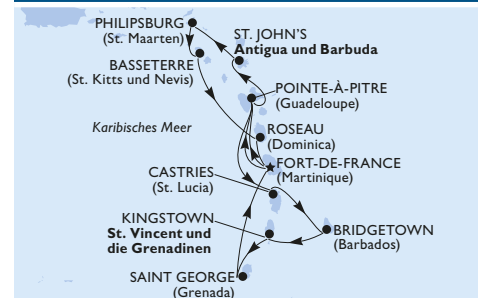 PHILIPSBURG
(St. Maarten)
ST. JOHN'S
Antigua und Barbuda
BASSETERRE
(St. Kitts und Nevis)
POINTE-À-PITRE
(Guadeloupe)
Karibisches Meer
ROSEAU
(Dominica)
FORT-DE-FRANCE
(Martinique)
CASTRIES
(St. Lucia)
KINGSTOWN
St. Vincent und
die Grenadinen
BRIDGETOWN
(Barbados)
SAINT GEORGE
(Grenada)